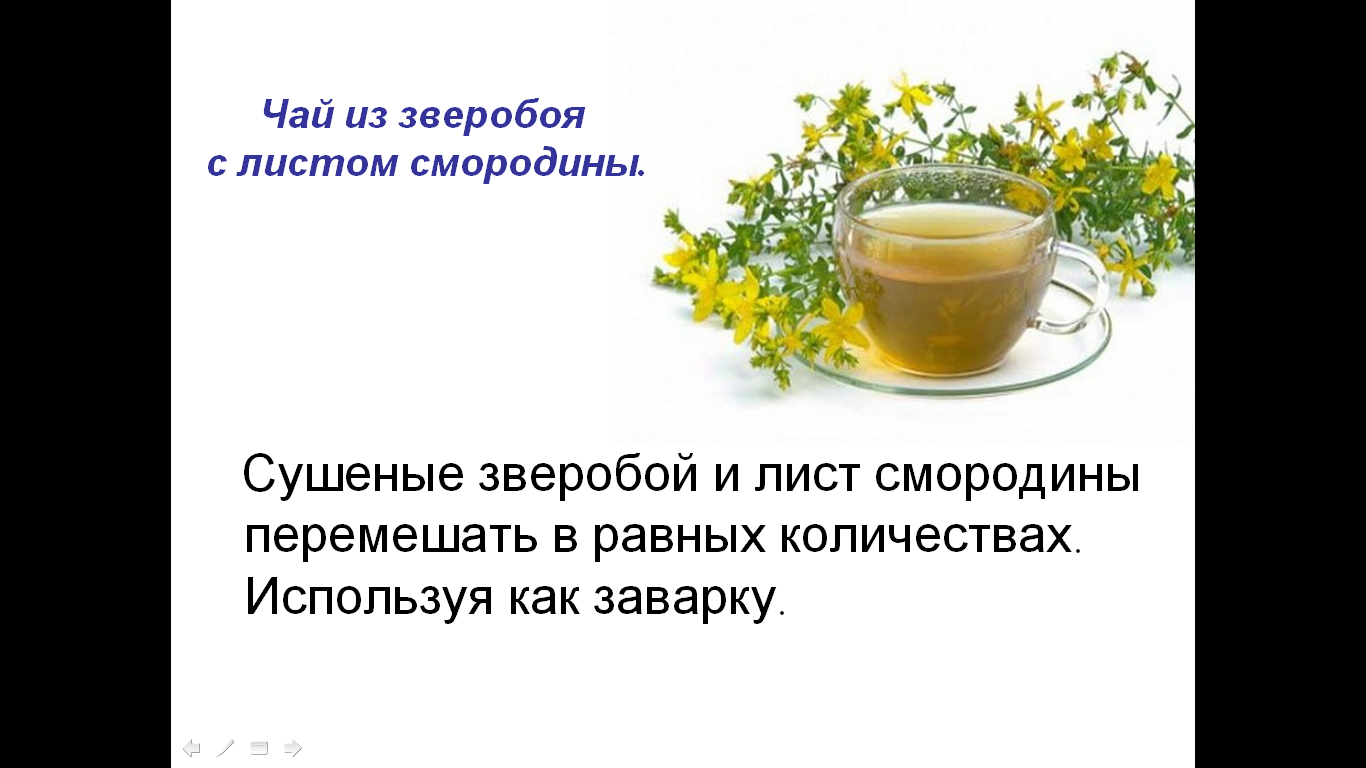 Чай из зверобоя
с листом смородины.
Сушеные зверобой и лист смородины
перемешать в равных количествах.
Используя как заварку.